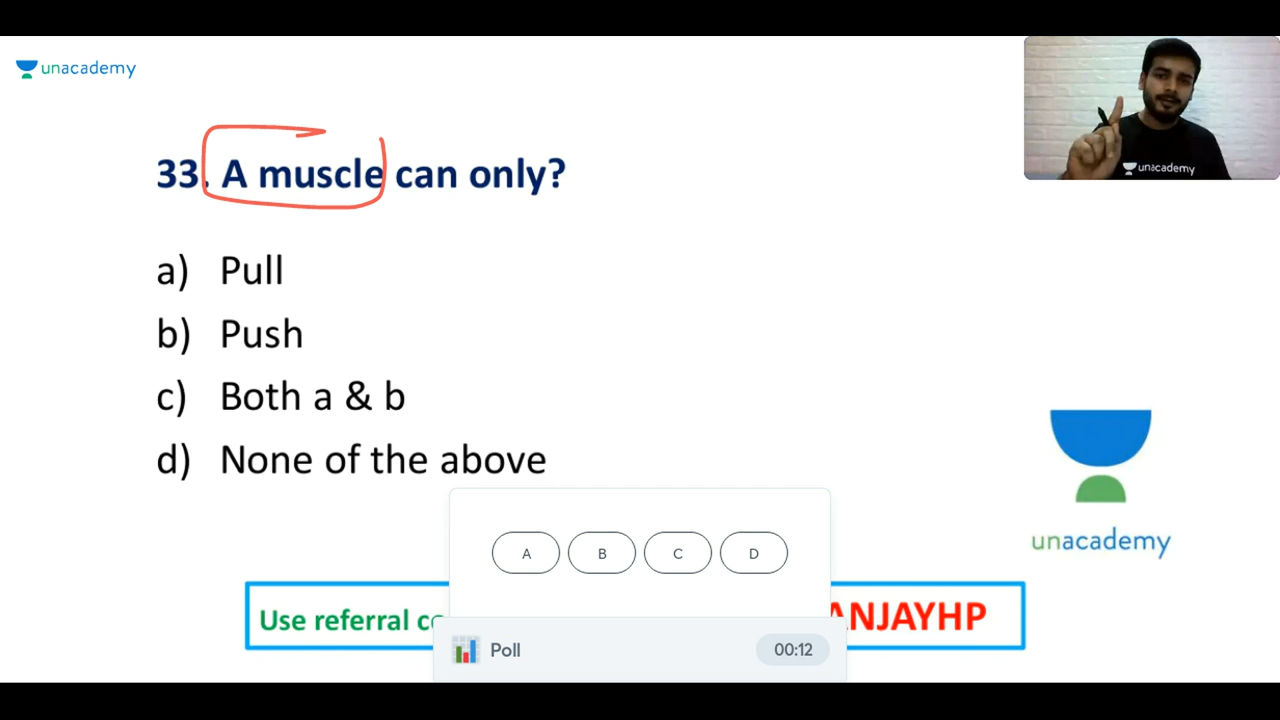 unacademy
unacademy
33. A muscle can only?
a) Pull
b) Push
c) Both a & b
d) None of the above
A B C D
unacademy
Use referral ANJAYHP
Poll 00:12